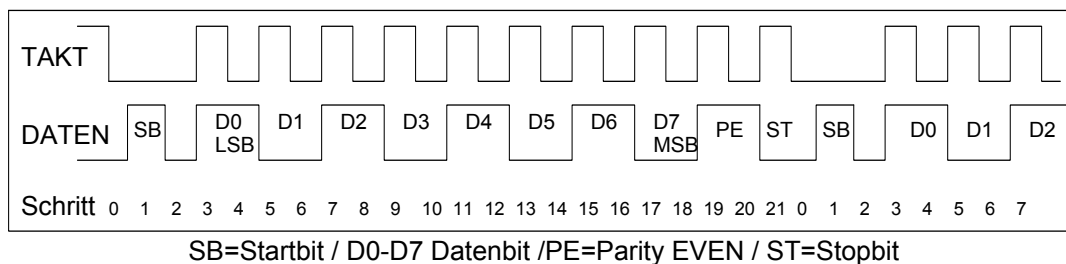 TAKT
DATEN SB D0 D1 D2 D3 D4 D5 D6 D7 PE ST SB D0 D1 D2
LSB MSB
Schritt 0 1 2 3 4 5 6 7 8 9 10 11 12 13 14 15 16 17 18 19 20 21 0 1 2 3 4 5 6 7
SB=Startbit / D0-D7 Datenbit /PE=Parity EVEN / ST=Stopbit